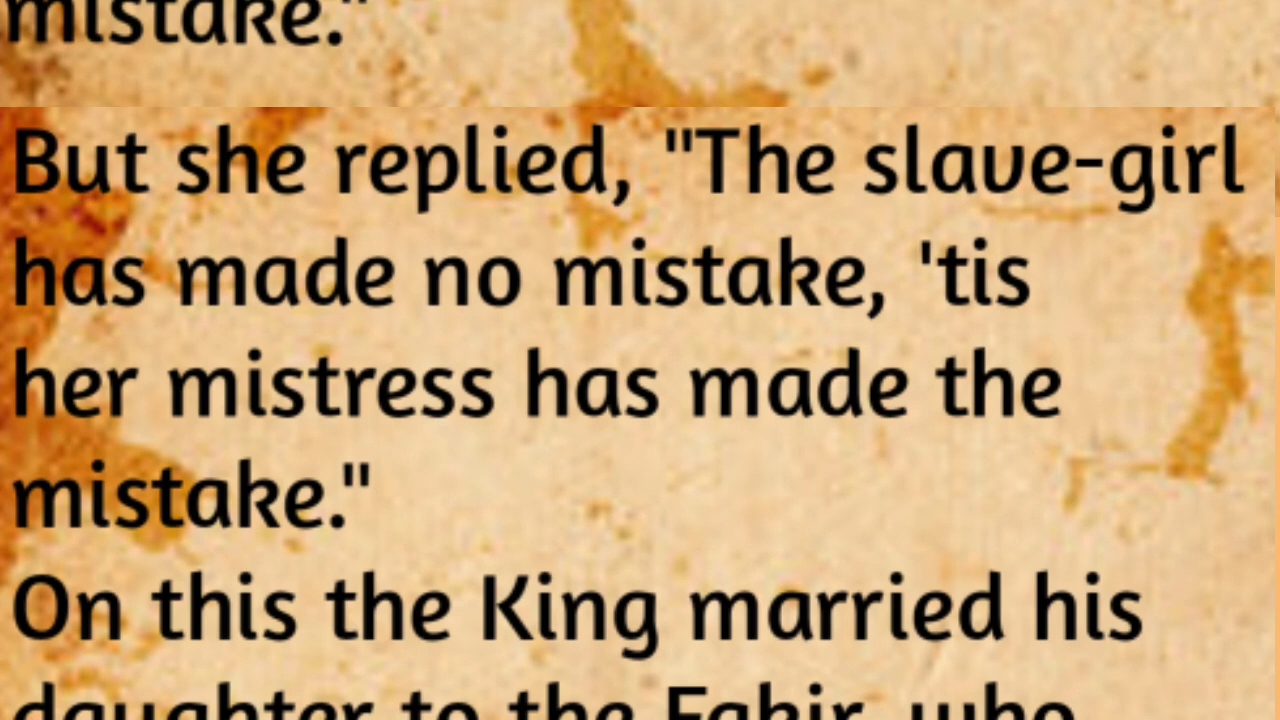 mistake."
But she replied, "The slave-girl
has made no mistake, 'tis
her mistress has made the
mistake."
On this the King married his
daughter to the Fakir, who